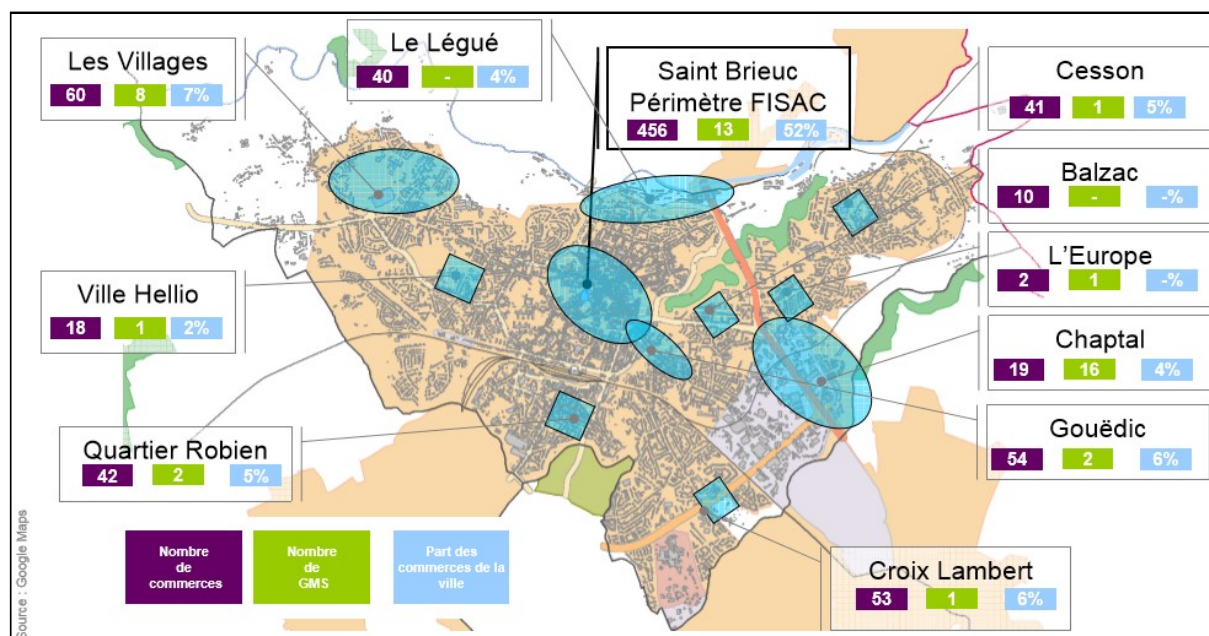 Les Villages
60 8 7%
Le Légué
40 - 4%
Saint Brieuc
Périmètre FISAC
456 13 52%
Cesson
41 1 5%
Balzac
10 - -%
L'Europe
2 1 -%
Ville Hellio
18 1 2%
Chaptal
19 16 4%
Gouëdic
54 2 6%
Quartier Robien
42 2 5%
Croix Lambert
53 1 6%
Nombre
de
commerces
Nombre
de
GMS
Part des
commerces de la
ville
Source : Google Maps